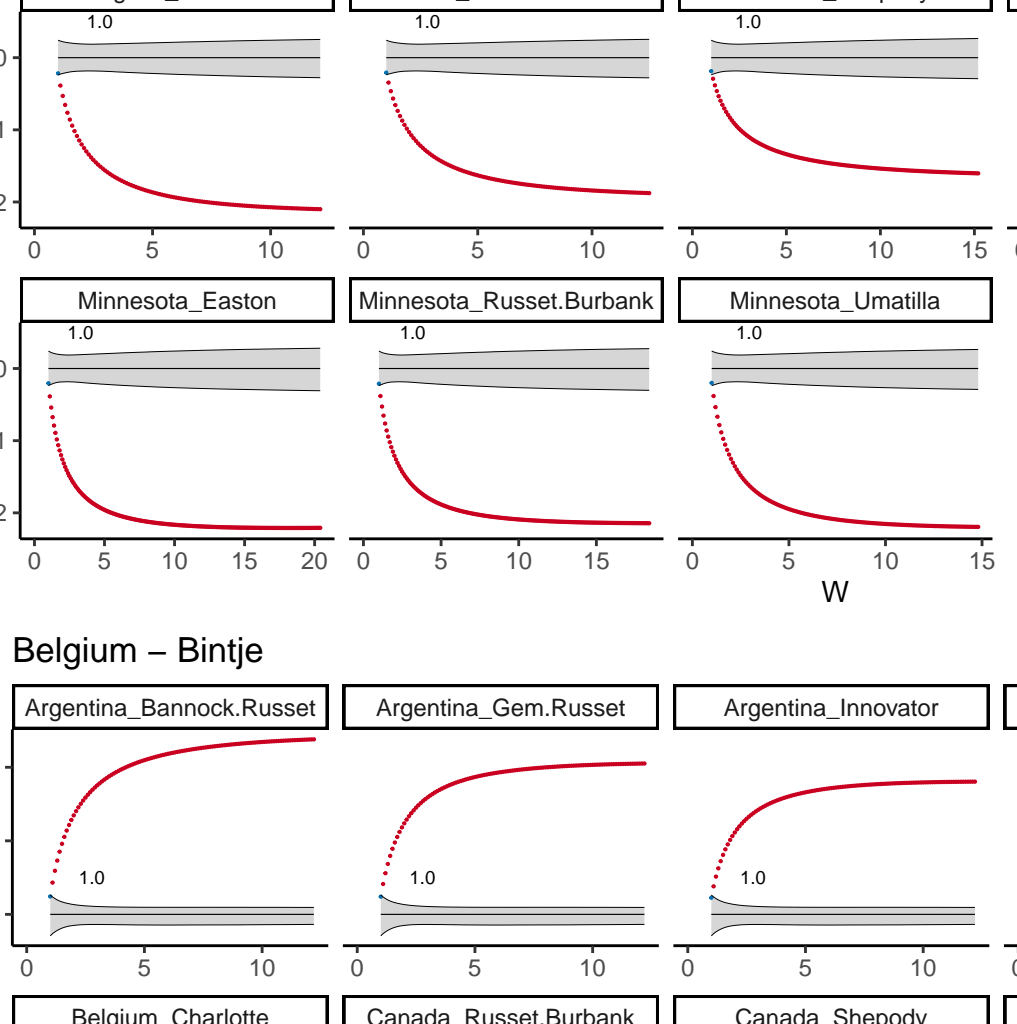 1.0 1.0 1.0
0
1
2
0 5 10 0 5 10 0 5 10 15
Minnesota_Easton Minnesota_Russet.Burbank Minnesota_Umatilla
1.0 1.0 1.0
0
1
2
0 5 10 15 20 0 5 10 15 0 5 10 15
W
Belgium – Bintje
Argentina_Bannock.Russet Argentina_Gem.Russet Argentina_Innovator
1.0 1.0 1.0
0 5 10 0 5 10 0 5 10
Belgium_Charlotte Canada_Russet.Burbank Canada_Shepody